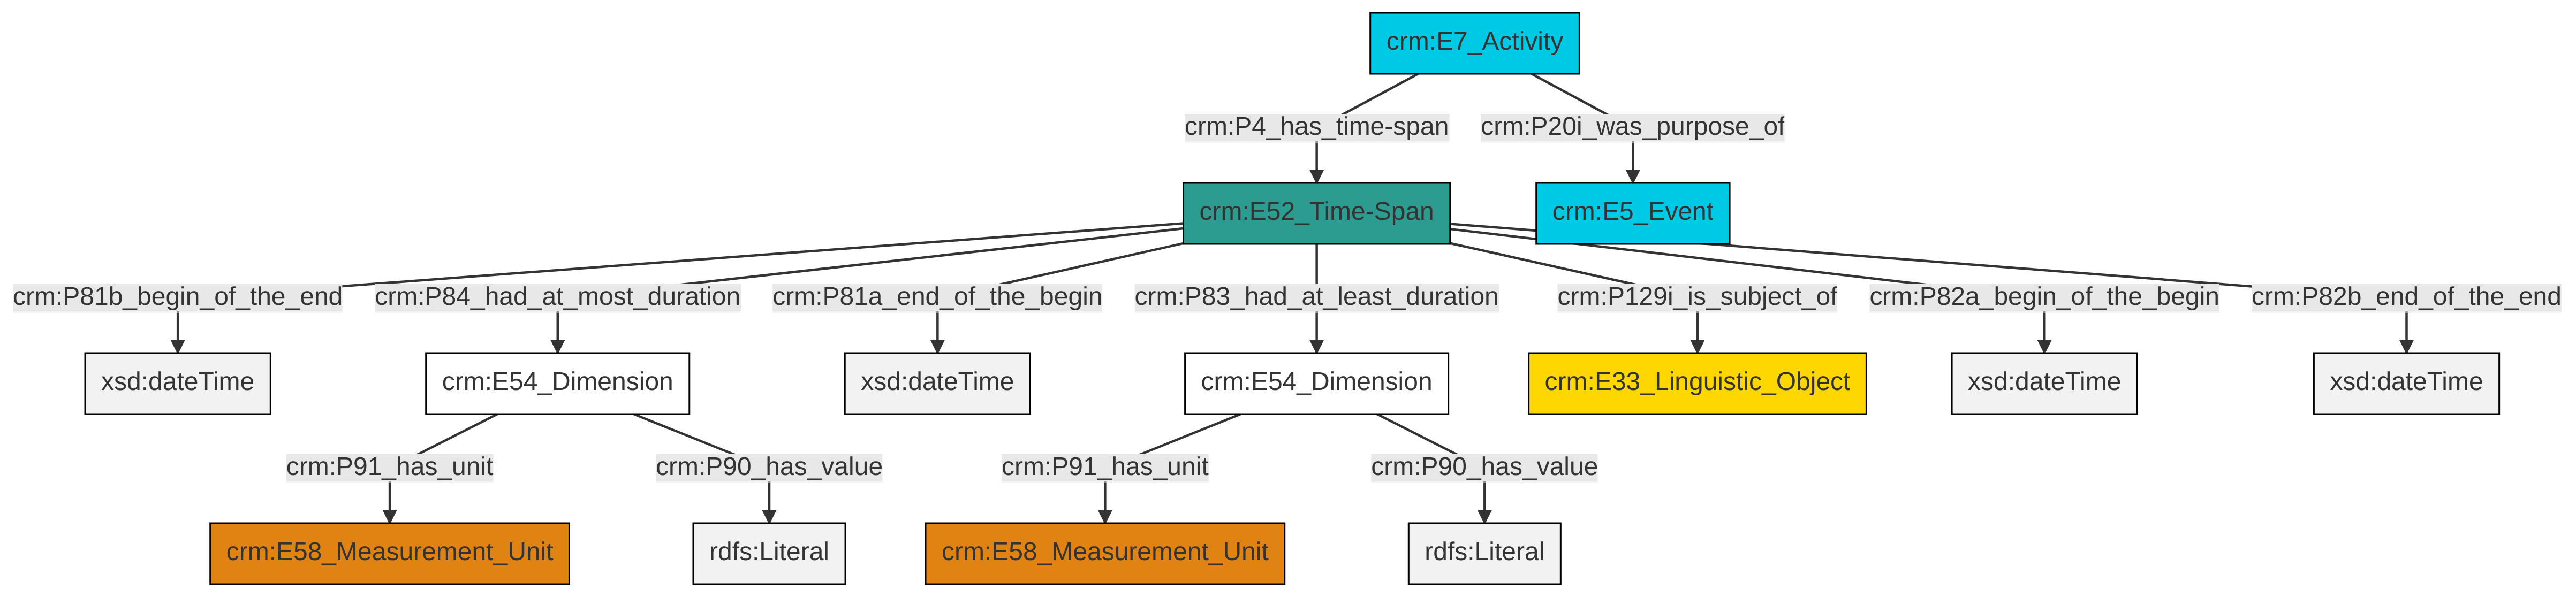 crm:E7_Activity
crm:P4_has_time-span
crm:P20i_was_purpose_of
crm:E52_Time-Span
crm:E5_Event
crm:P81b_begin_of_the_end
crm:P84_had_at_most_duration
crm:P81a_end_of_the_begin
crm:P83_had_at_least_duration
crm:P129i_is_subject_of
crm:P82a_begin_of_the_begin
crm:P82b_end_of_the_end
xsd:dateTime
crm:E54_Dimension
xsd:dateTime
crm:E54_Dimension
crm:E33_Linguistic_Object
xsd:dateTime
xsd:dateTime
crm:P91_has_unit
crm:P90_has_value
crm:P91_has_unit
crm:P90_has_value
crm:E58_Measurement_Unit
rdfs:Literal
crm:E58_Measurement_Unit
rdfs:Literal